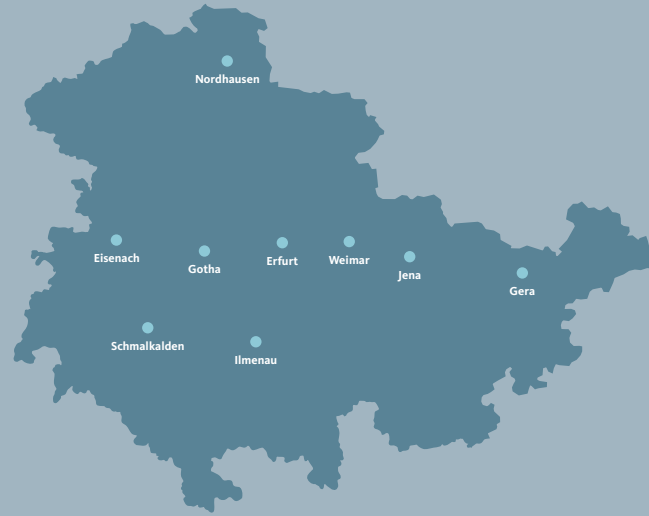 Nordhausen
Eisenach
Gotha
Erfurt
Weimar
Jena
Gera
Schmalkalden
Ilmenau